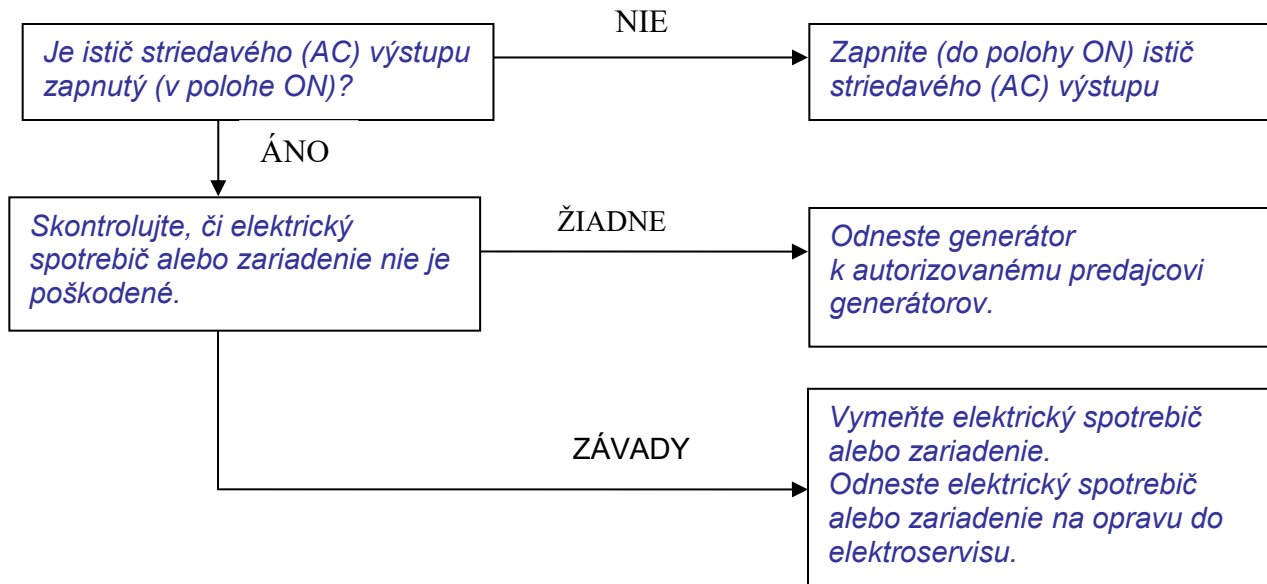 NIE
Je istič striedavého (AC) výstupu
zapnutý (v polohe ON)?
Zapnite (do polohy ON) istič
striedavého (AC) výstupu
ÁNO
Skontrolujte, či elektrický
spotrebič alebo zariadenie nie je
poškodené.
ŽIADNE
Odneste generátor
k autorizovanému predajcovi
generátorov.
ZÁVADY
Vymeňte elektrický spotrebič
alebo zariadenie.
Odneste elektrický spotrebič
alebo zariadenie na opravu do
elektroservisu.